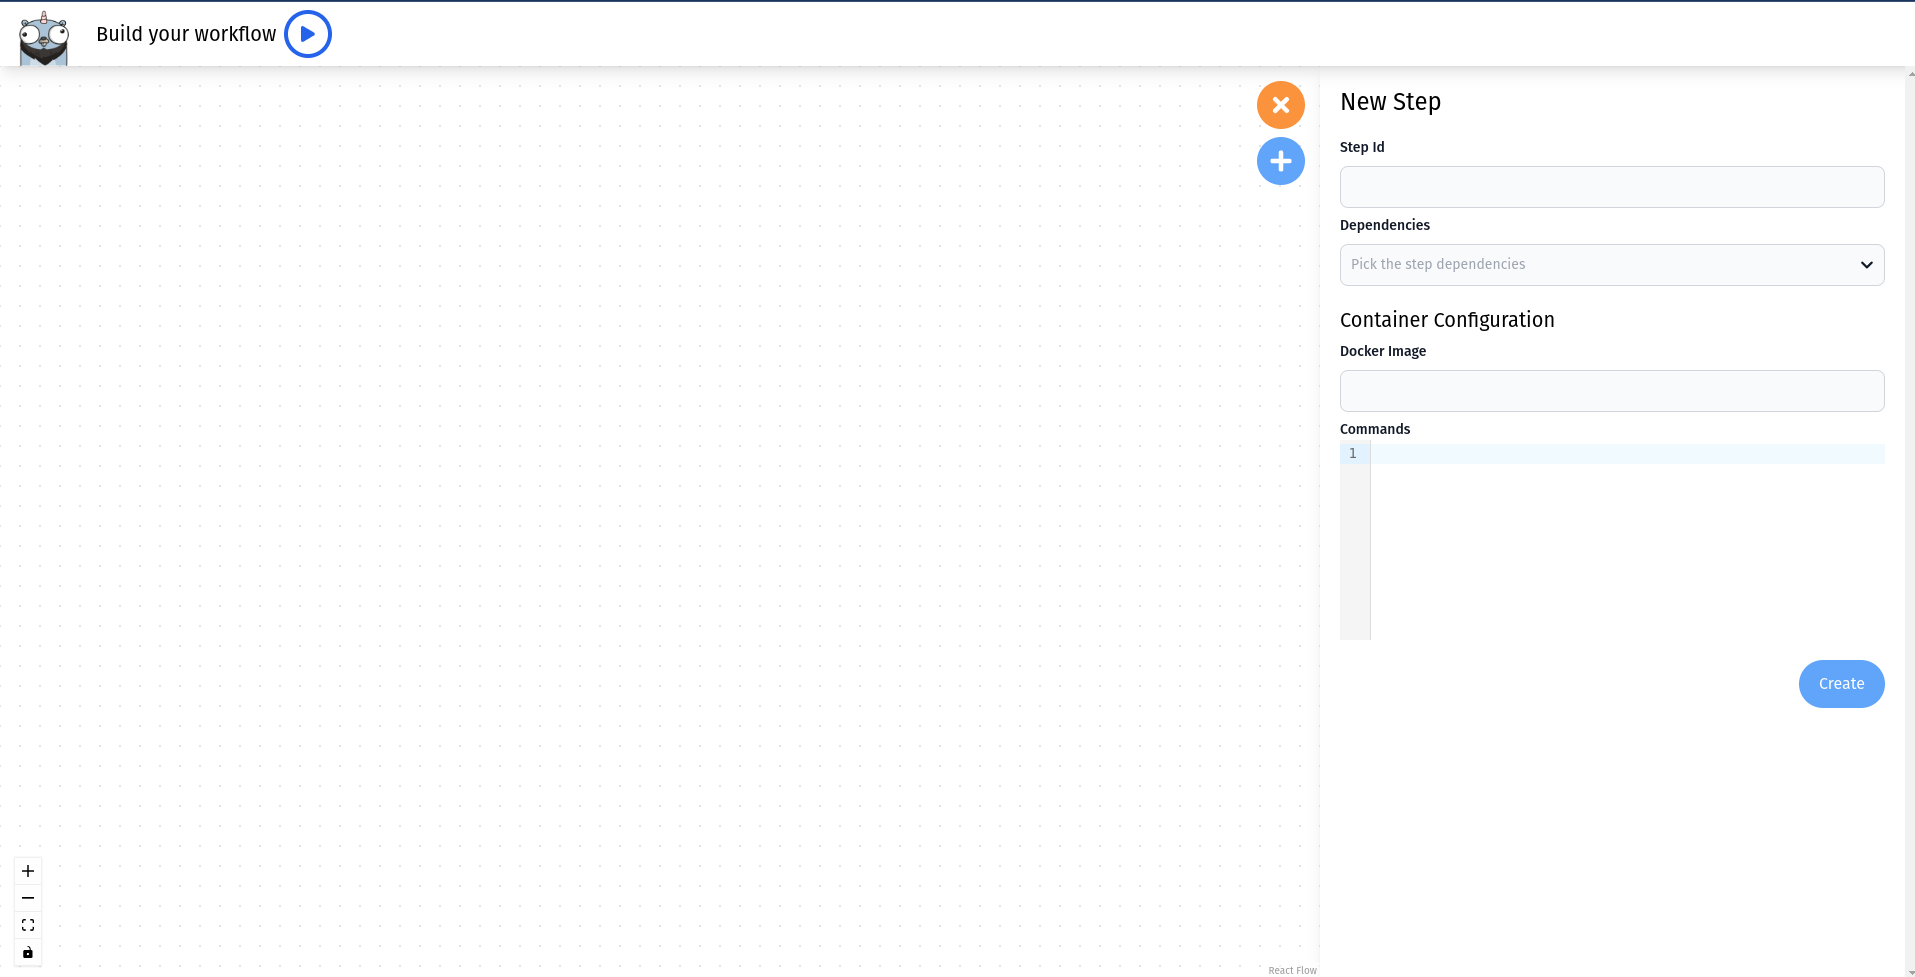 Build your workflow
New Step
Step Id
Dependencies
Pick the step dependencies
Container Configuration
Docker Image
Commands
1
Create
React Flow